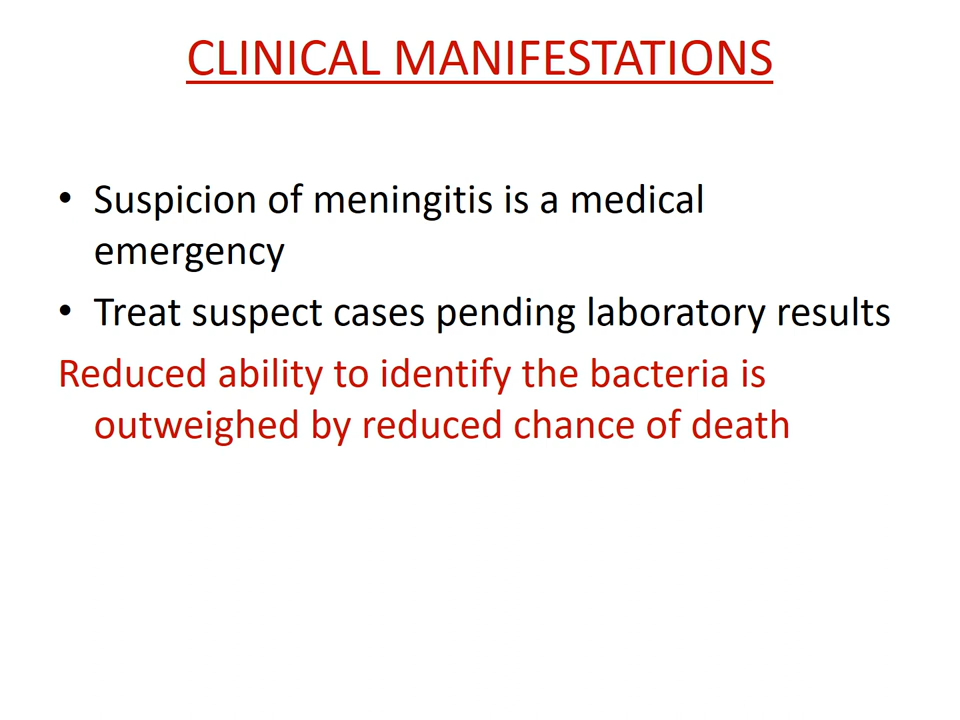 CLINICAL MANIFESTATIONS
• Suspicion of meningitis is a medical
emergency
• Treat suspect cases pending laboratory results
Reduced ability to identify the bacteria is
outweighed by reduced chance of death